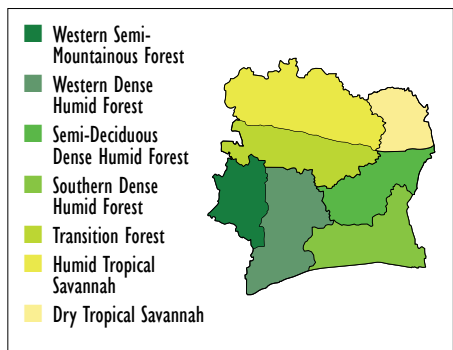 Western Semi-
Mountainous Forest
Western Dense
Humid Forest
Semi-Deciduous
Dense Humid Forest
Southern Dense
Humid Forest
Transition Forest
Humid Tropical
Savannah
Dry Tropical Savannah